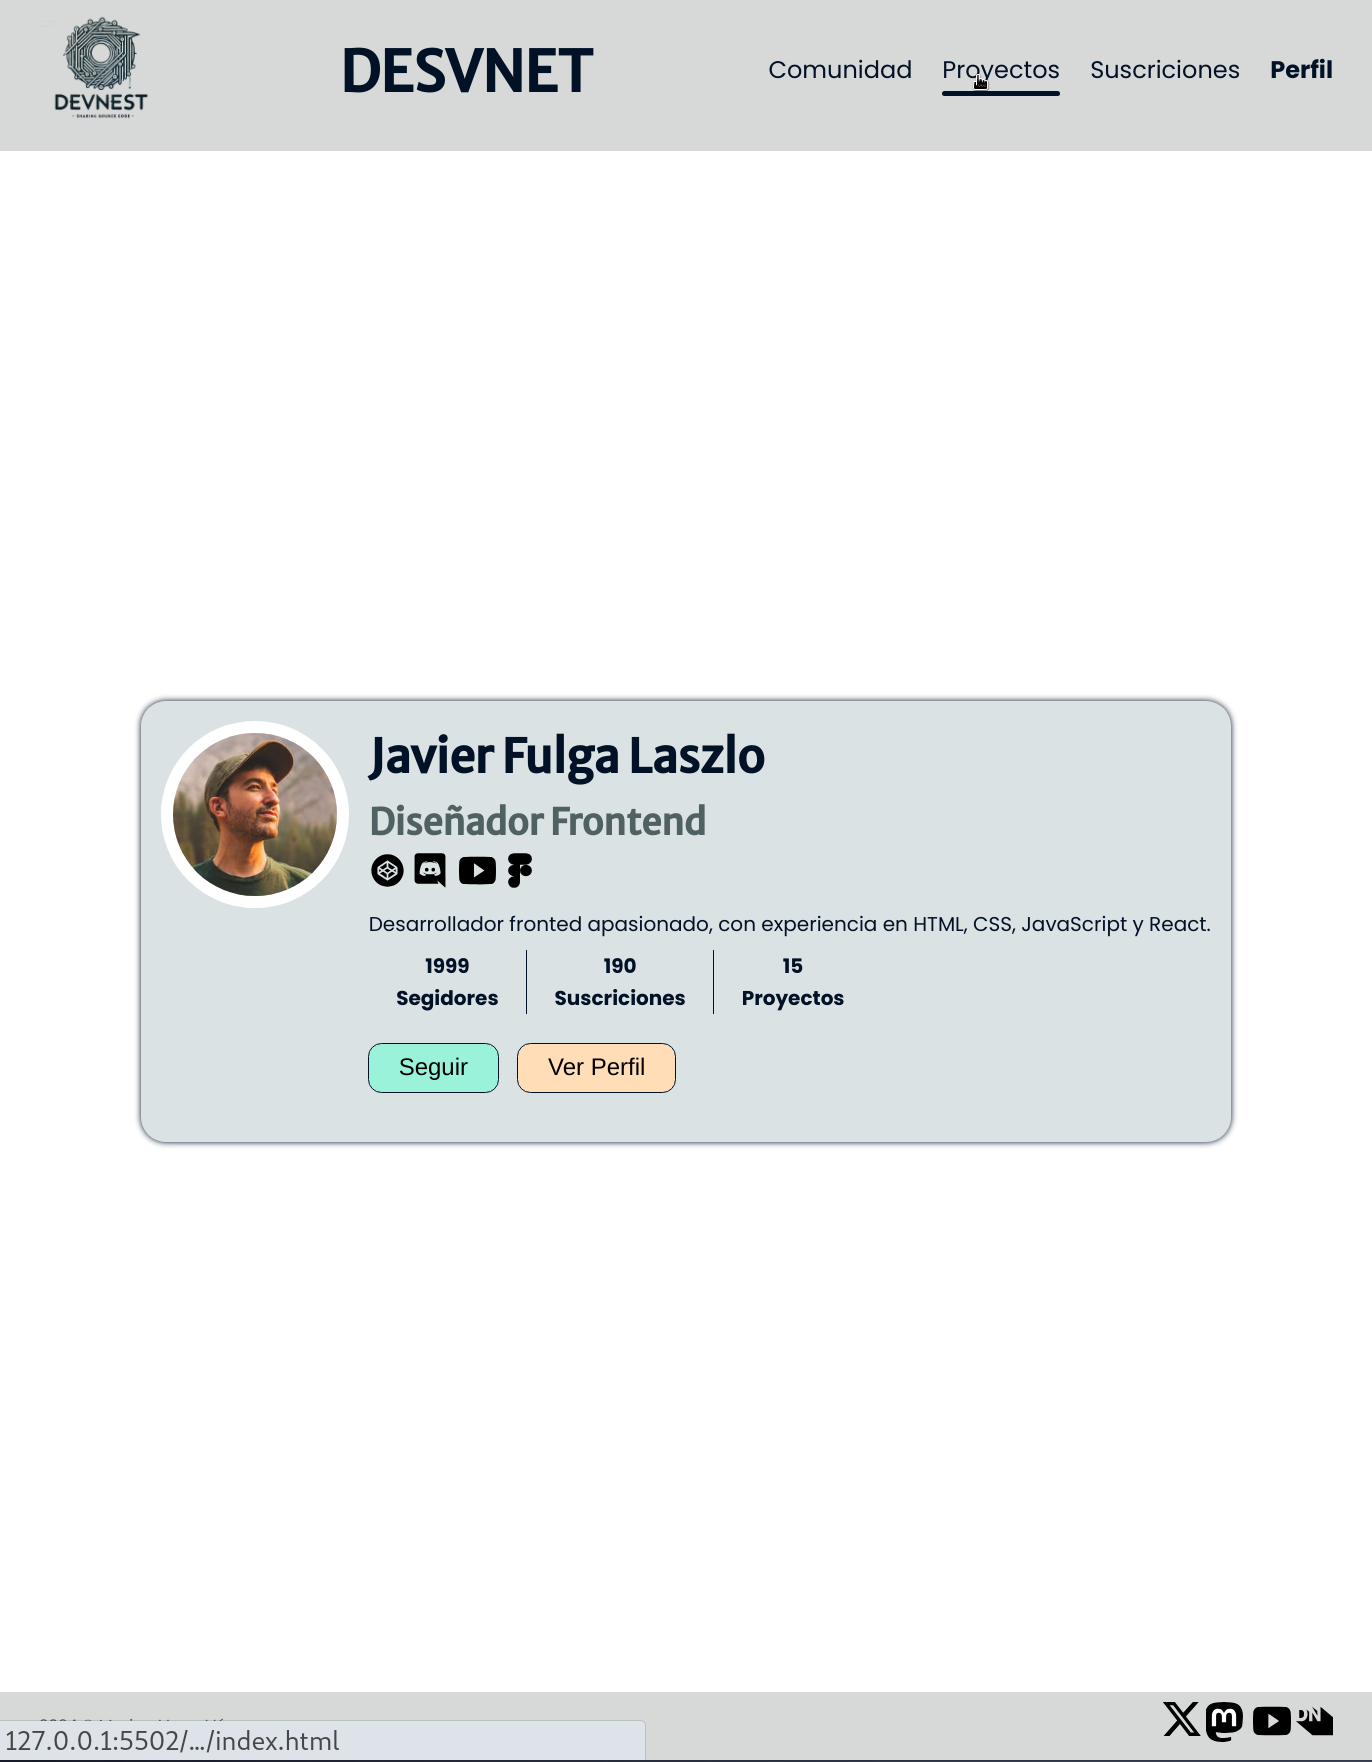 DEVNEST
- SHARING SOURCE CODE -
DESVNET
Comunidad Proyectos Suscriciones Perfil
Javier Fulga Laszlo
Diseñador Frontend
Desarrollador fronted apasionado, con experiencia en HTML, CSS, JavaScript y React.
1999 190 15
Segidores Suscriciones Proyectos
Seguir Ver Perfil
DN
127.0.0.1:5502/.../index.html